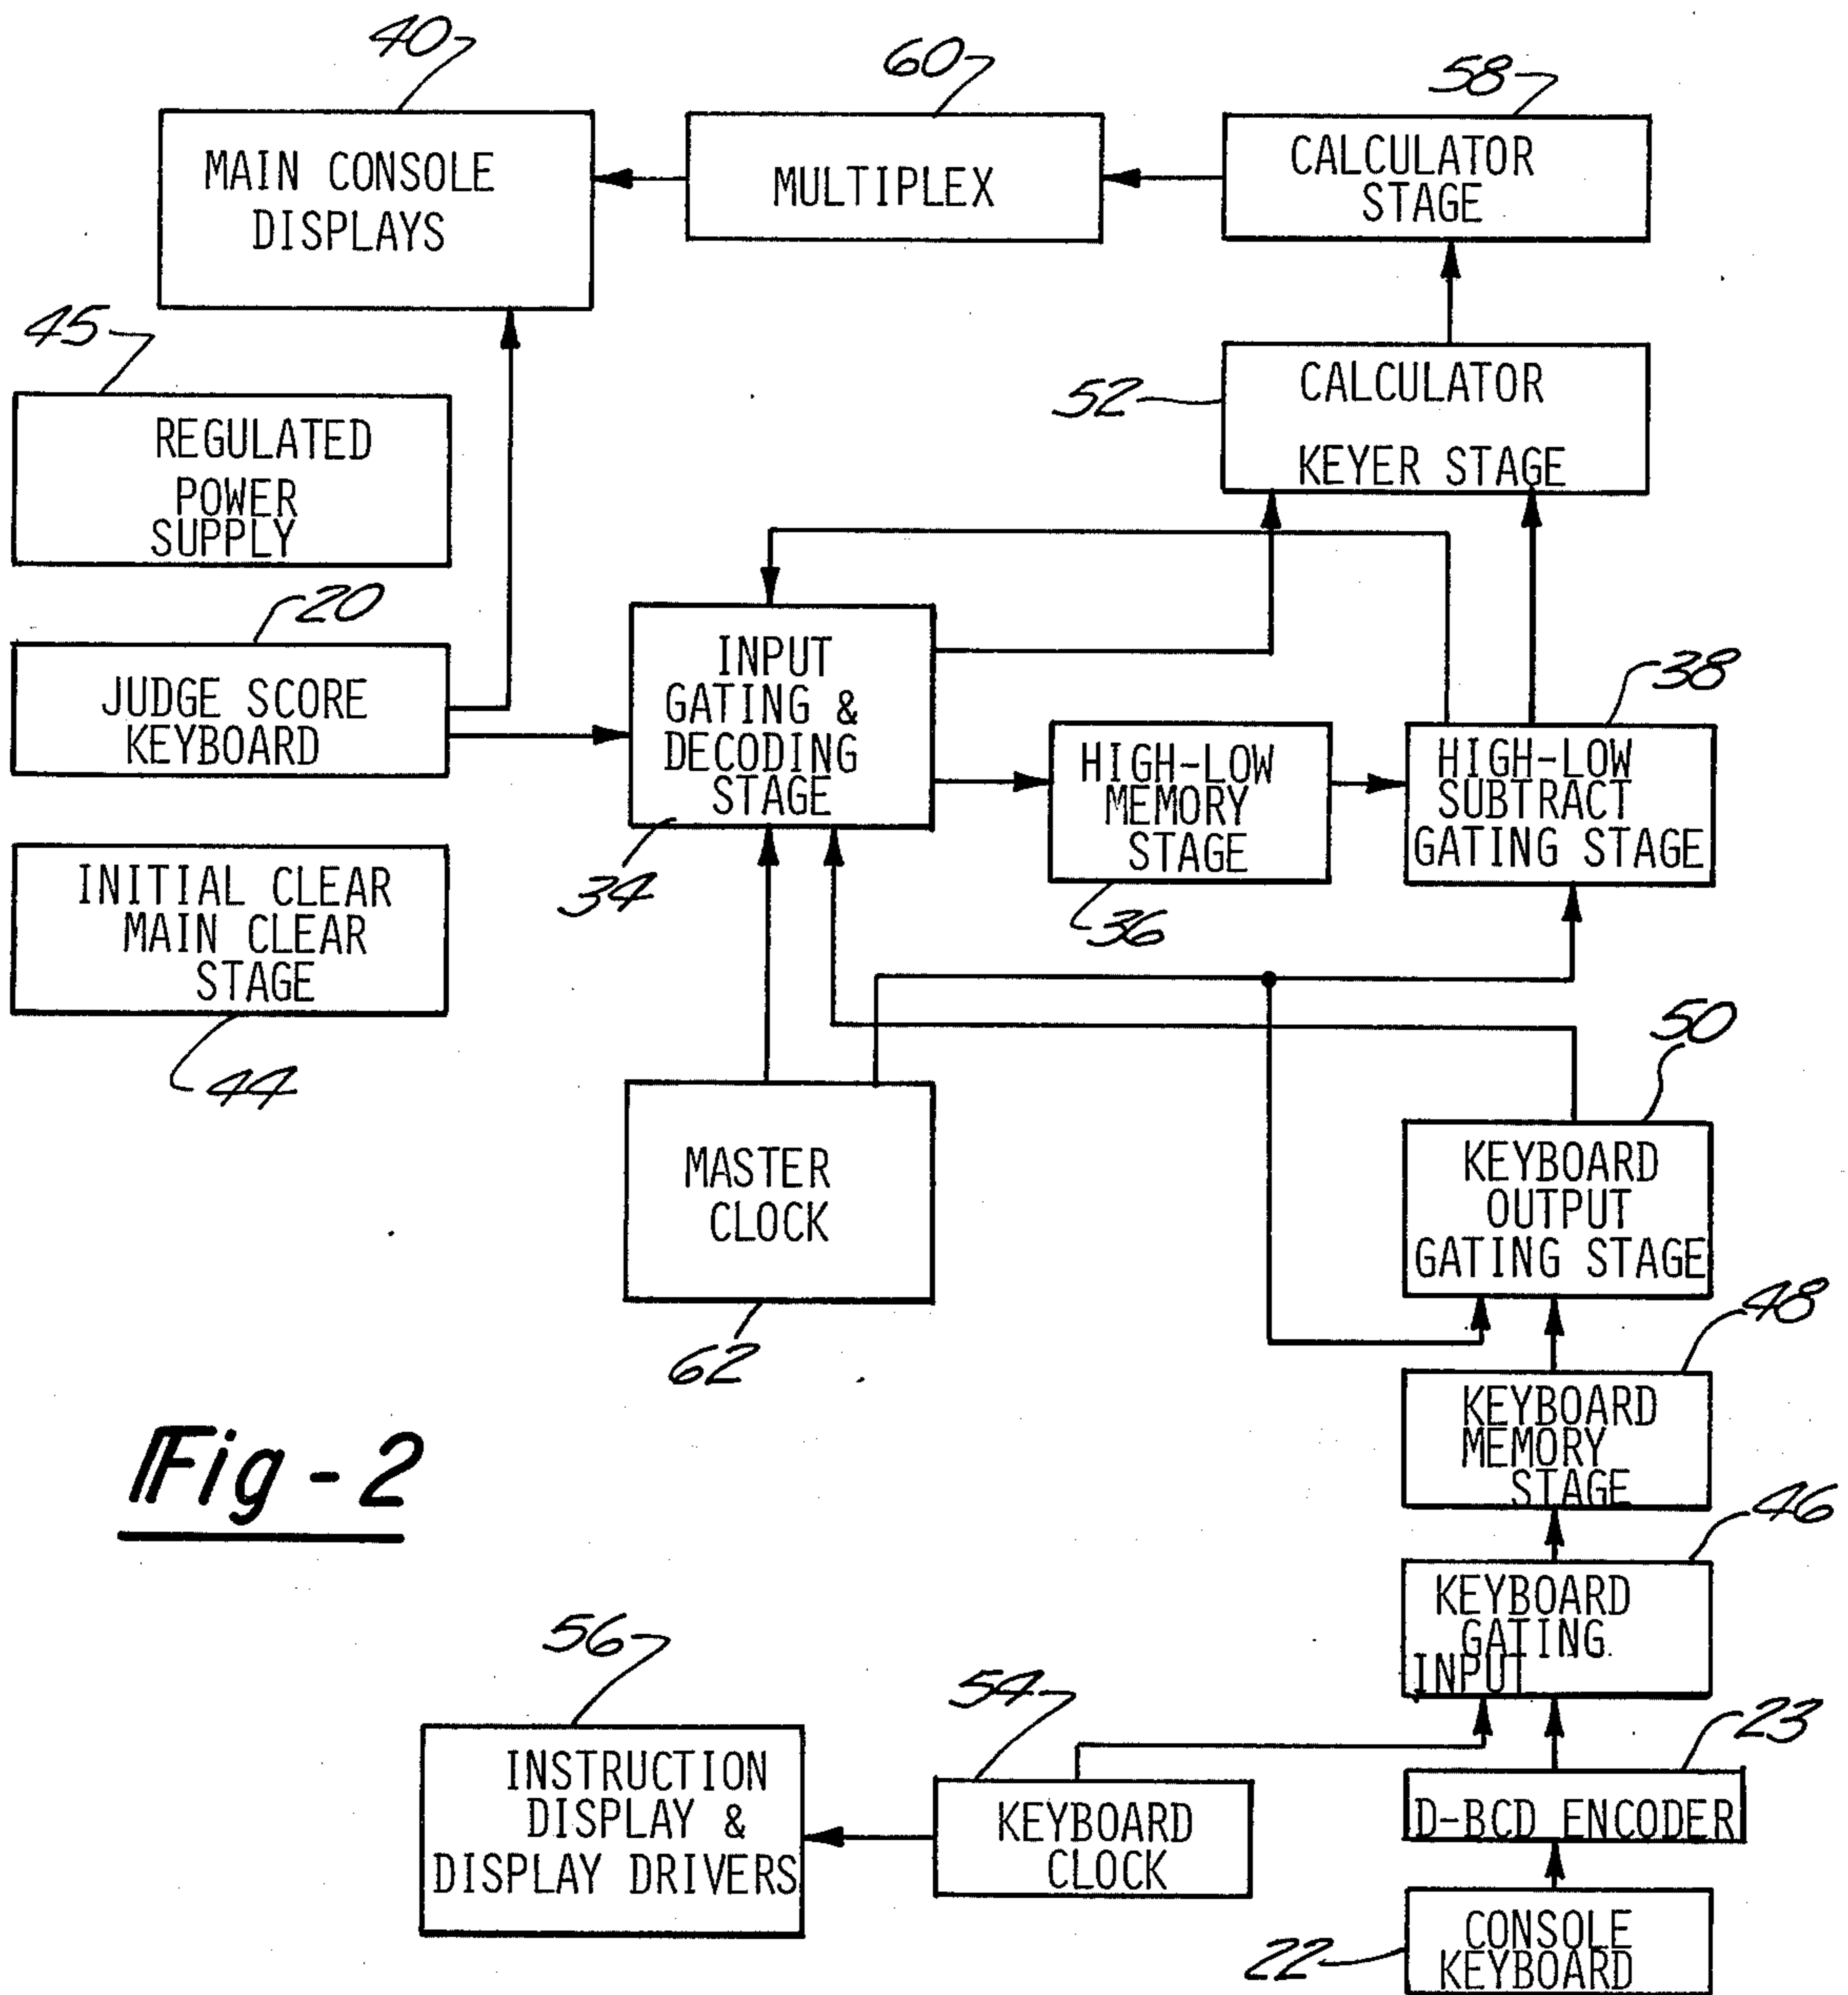 40
60
58
MAIN CONSOLE
DISPLAYS
MULTIPLEX
CALCULATOR
STAGE
45
REGULATED
POWER
SUPPLY
52
CALCULATOR
KEYER STAGE
20
JUDGE SCORE
KEYBOARD
INPUT
GATING &
DECODING
STAGE
34
HIGH-LOW
MEMORY
STAGE
36
38
HIGH-LOW
SUBTRACT
GATING STAGE
INITIAL CLEAR
MAIN CLEAR
STAGE
44
MASTER
CLOCK
62
50
KEYBOARD
OUTPUT
GATING STAGE
48
KEYBOARD
MEMORY
STAGE
Fig-2
46
KEYBOARD
GATING
INPUT
56
INSTRUCTION
DISPLAY &
DISPLAY DRIVERS
54
KEYBOARD
CLOCK
23
D-BCD ENCODER
22
CONSOLE
KEYBOARD